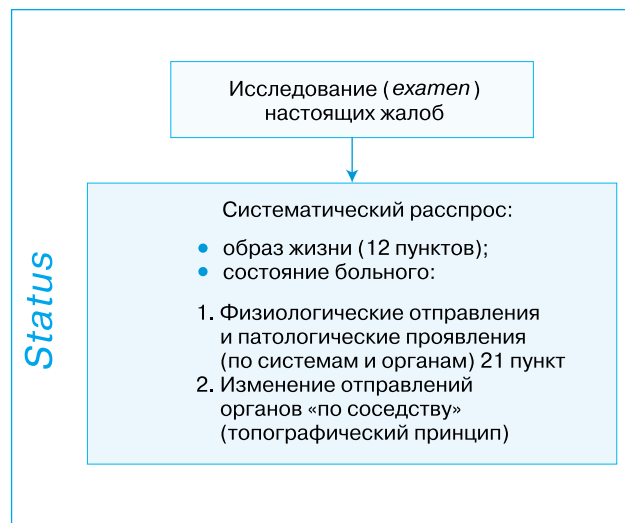 Status
Исследование (examen)
настоящих жалоб
Систематический расспрос:
• образ жизни (12 пунктов);
• состояние больного:
1. Физиологические отправления
и патологические проявления
(по системам и органам) 21 пункт
2. Изменение отправлений
органов «по соседству»
(топографический принцип)